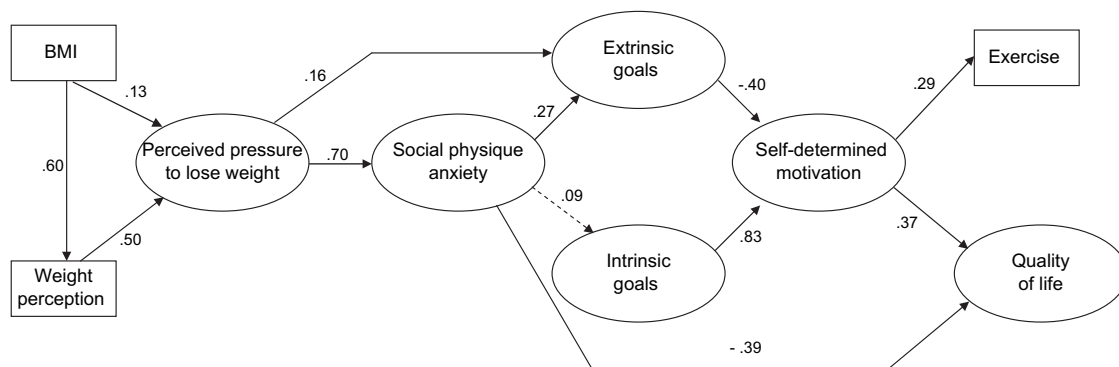 BMI
.13
.60
Weight
perception
.50
Perceived pressure
to lose weight
.16
.70
Social physique
anxiety
.27
.09
Extrinsic
goals
Intrinsic
goals
-.40
.83
Self-determined
motivation
.29
.37
Exercise
Quality
of life
- .39